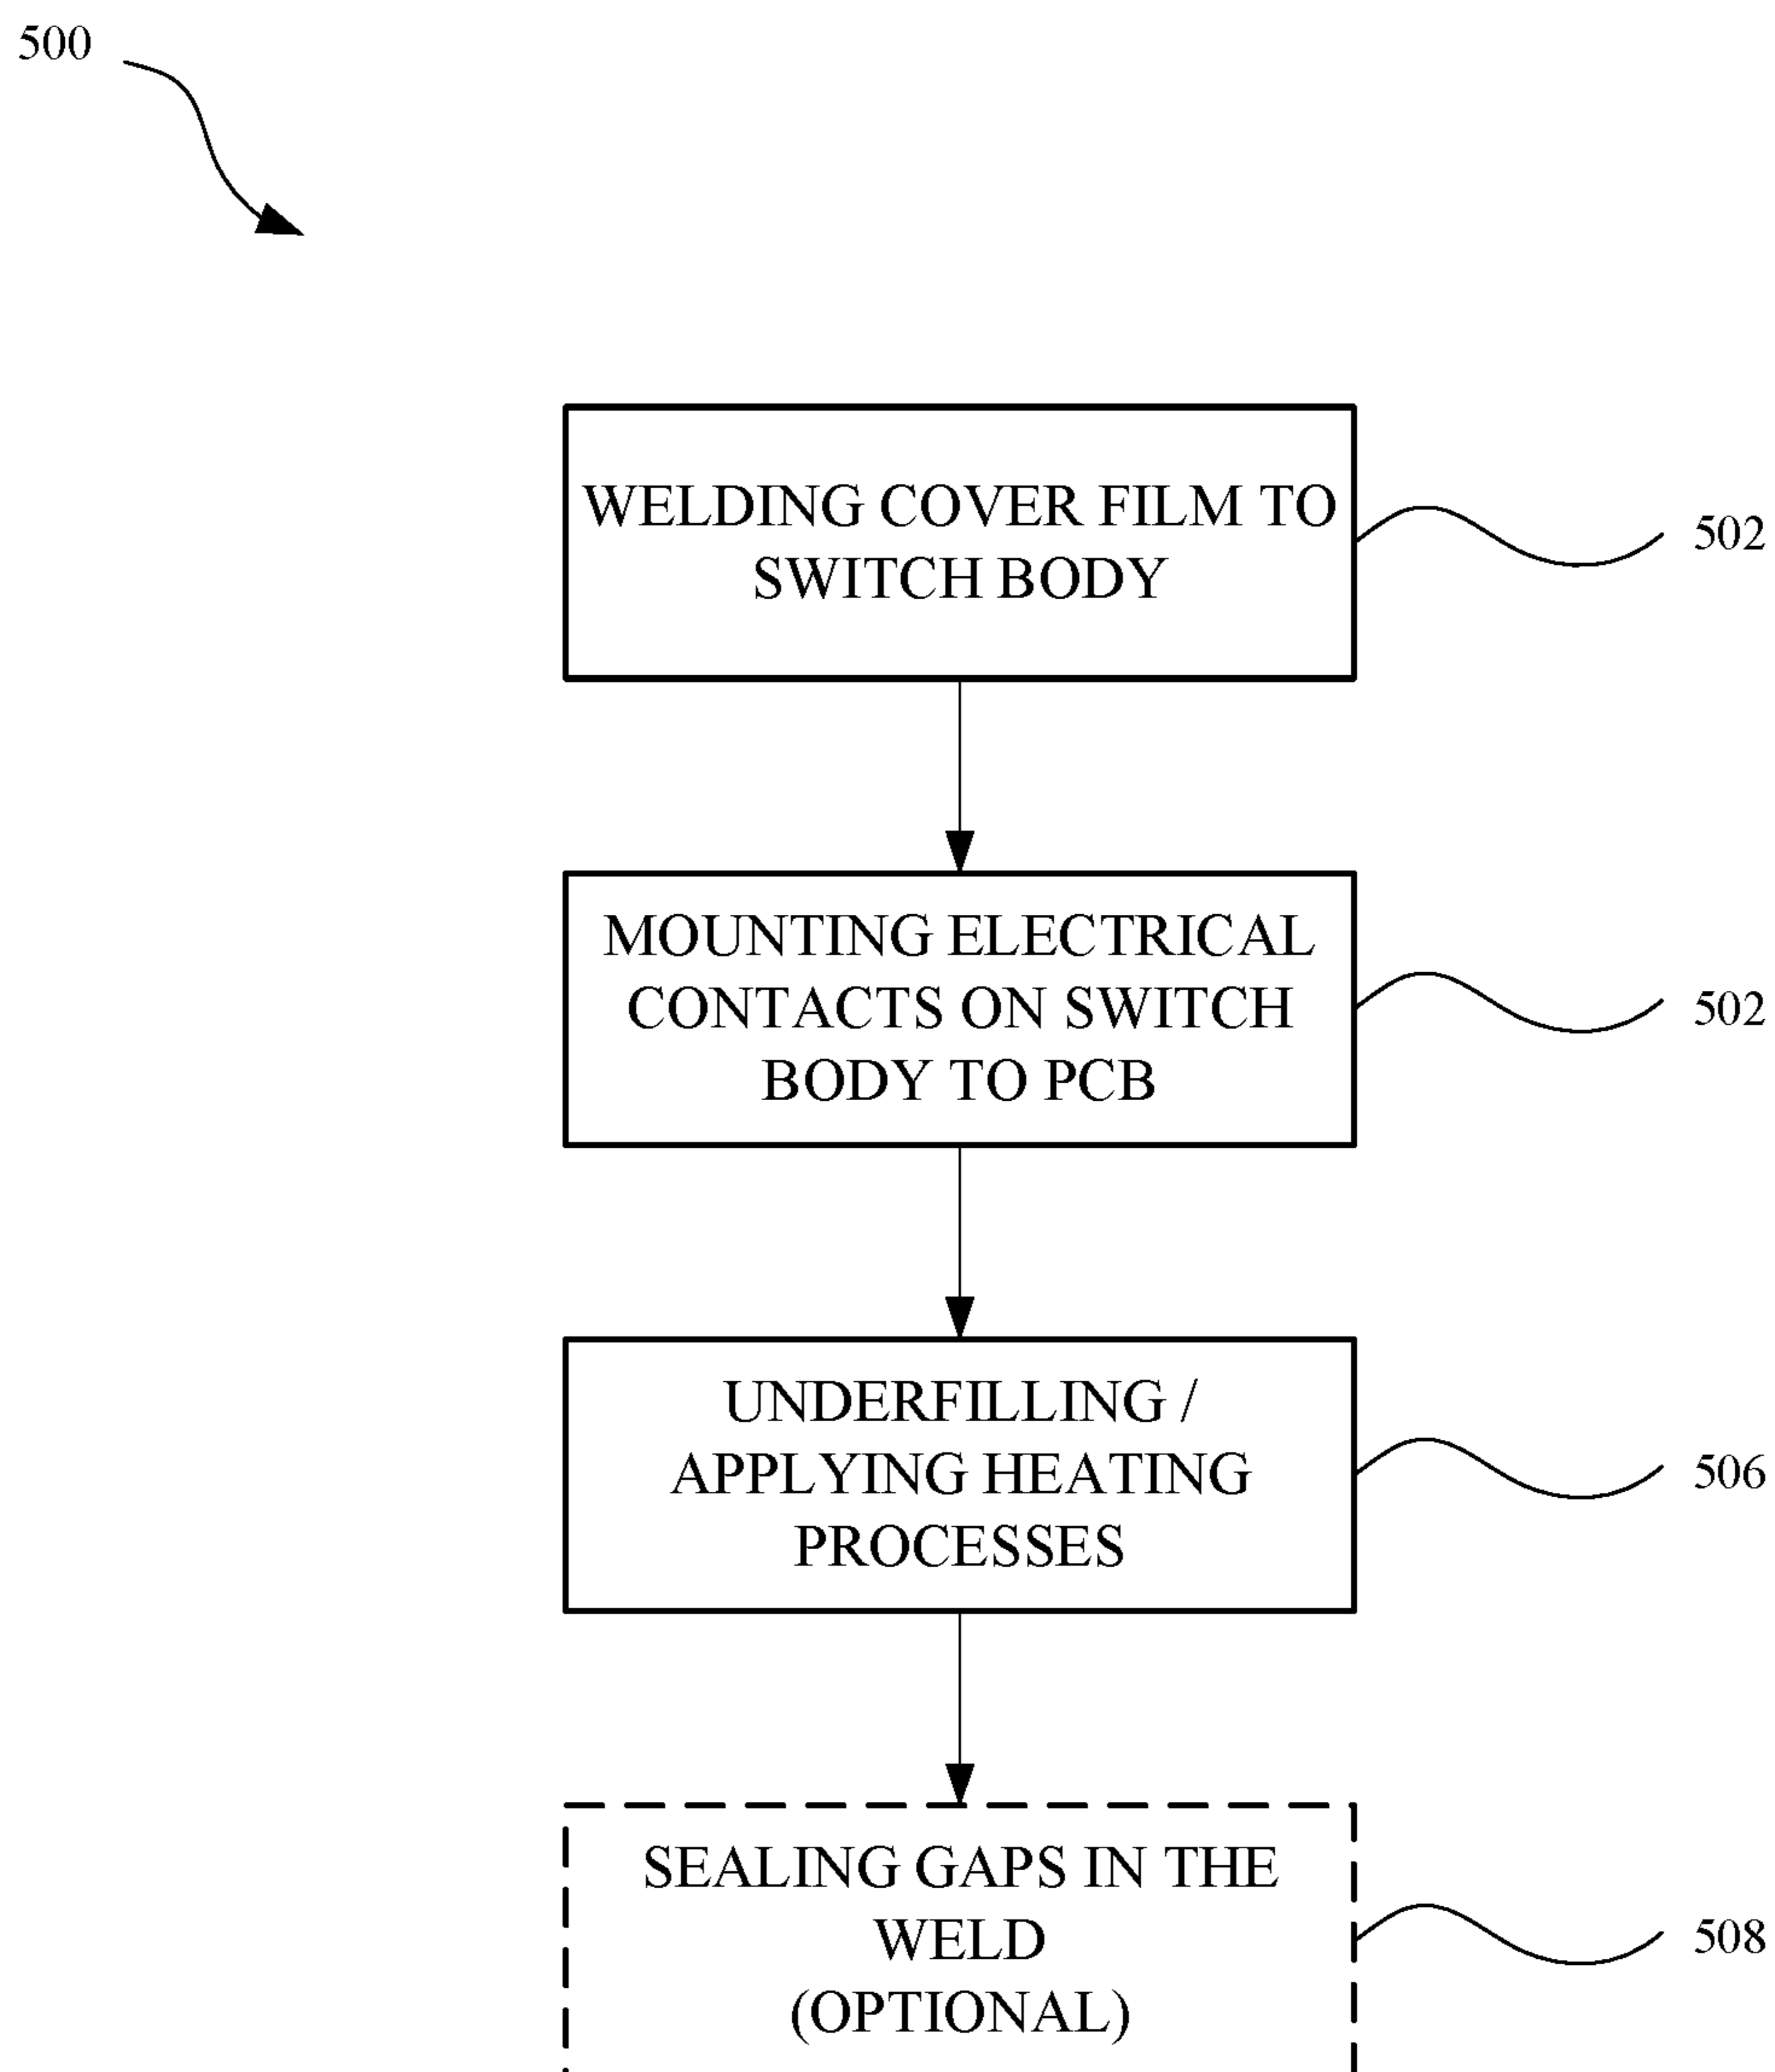 500
WELDING COVER FILM TO
SWITCH BODY
502
MOUNTING ELECTRICAL
CONTACTS ON SWITCH
BODY TO PCB
502
UNDERFILLING /
APPLYING HEATING
PROCESSES
506
SEALING GAPS IN THE
WELD
(OPTIONAL)
508